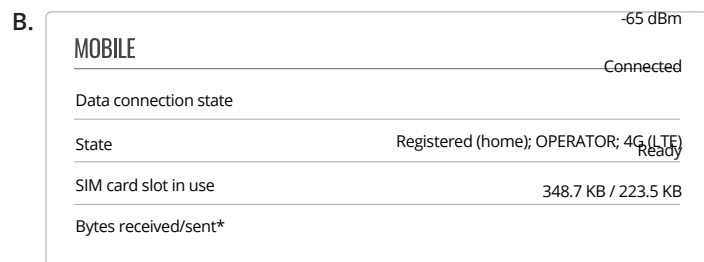 B.
-65 dBm
MOBILE
Connected
Data connection state
State Registered (home); OPERATOR; 4G (LTE)
Ready
SIM card slot in use 348.7 KB / 223.5 KB
Bytes received/sent*